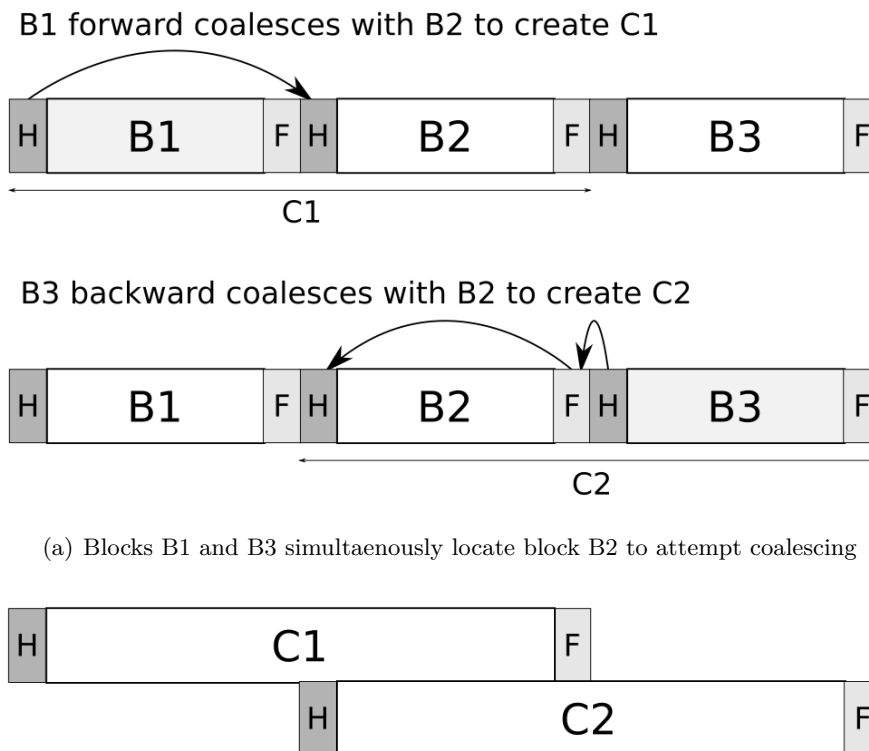 B1 forward coalesces with B2 to create C1
H B1 F H B2 F H B3 F
C1
B3 backward coalesces with B2 to create C2
H B1 F H B2 F H B3 F
C2
(a) Blocks B1 and B3 simultaenously locate block B2 to attempt coalescing
H C1 F
H C2 F